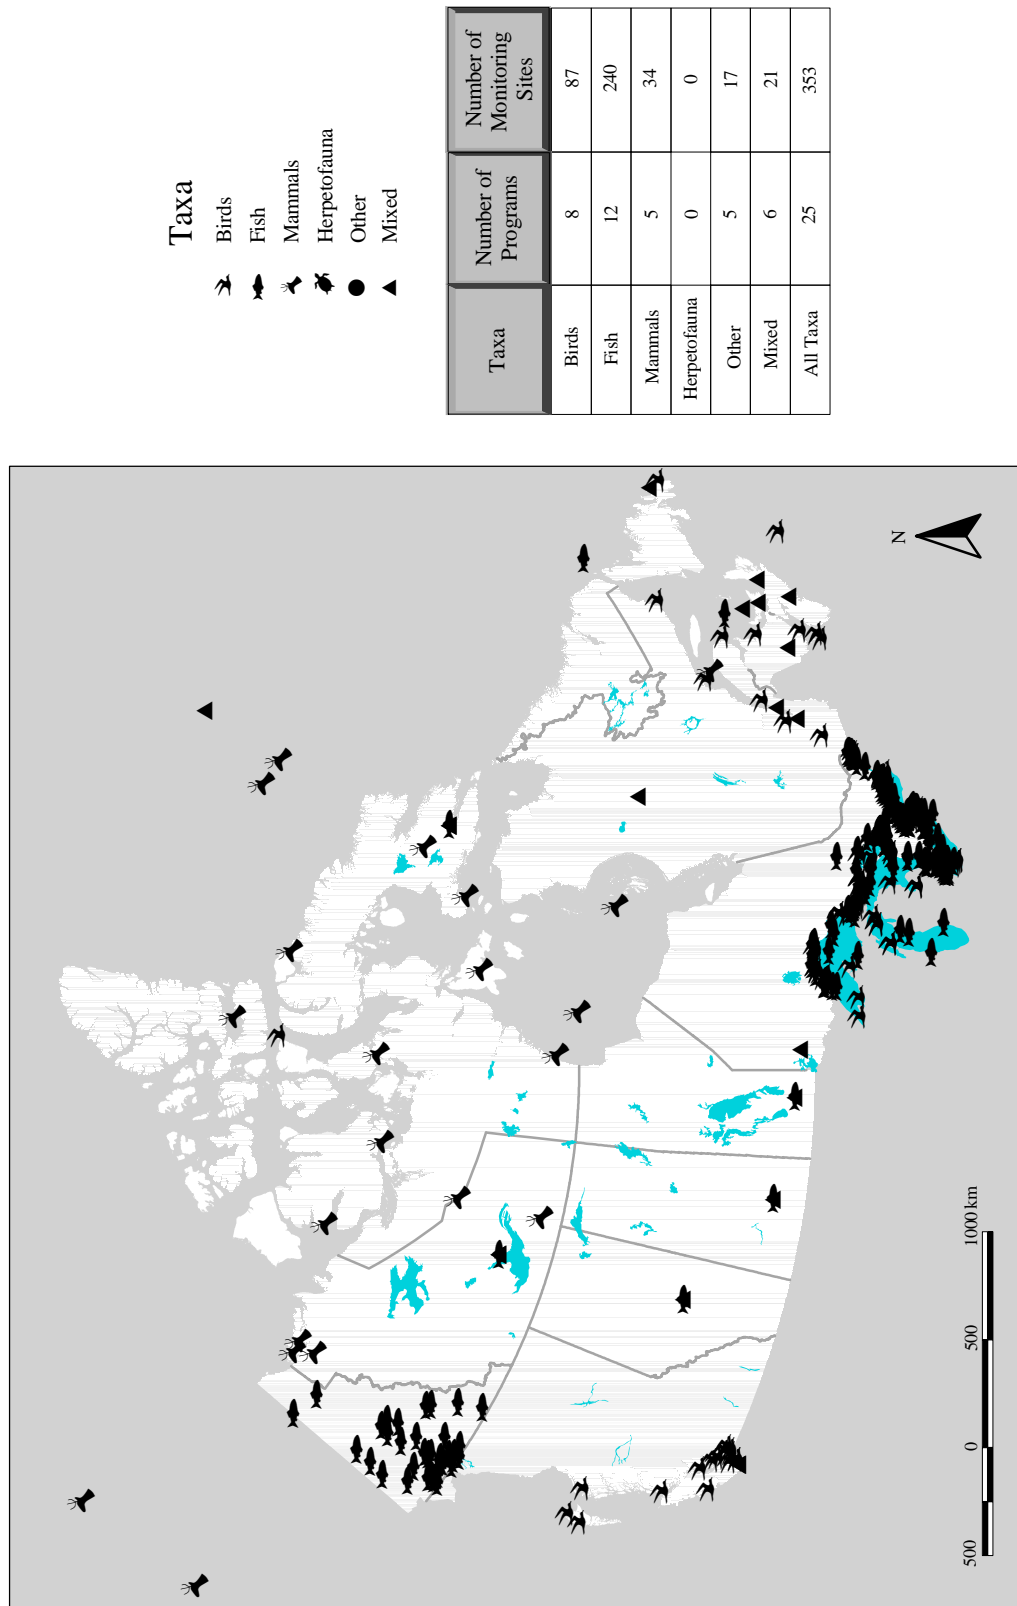 Taxa
Birds
Fish
Mammals
Herpetofauna
Other
Mixed
Taxa
Number of
Programs
Number of
Monitoring
Sites
Birds 8 87
Fish 12 240
Mammals 5 34
Herpetofauna 0 0
Other 5 17
Mixed 6 21
All Taxa 25 353
N
500 0 500 1000 km